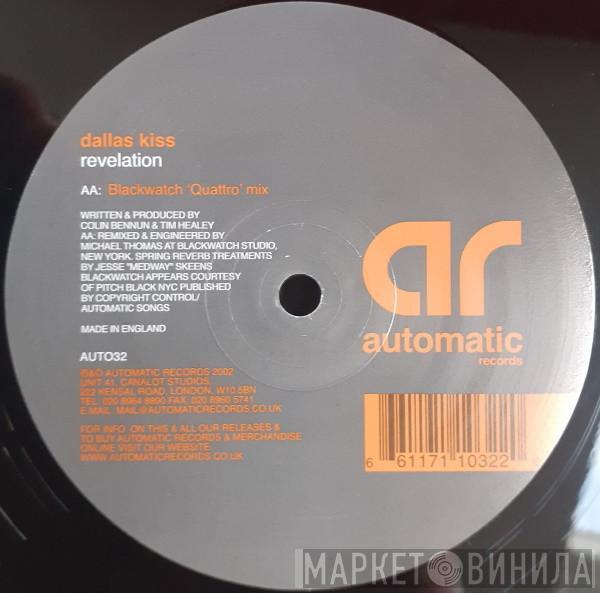 dallas kiss
revelation
AA: Blackwatch 'Quattro' mix
WRITTEN & PRODUCED BY
COLIN BENNUN & TIM HEALEY
AA: REMIXED & ENGINEERED BY
MICHAEL THOMAS AT BLACKWATCH STUDIO,
NEW YORK. SPRING REVERB TREATMENTS
BY JESSE "MEDWAY" SKEENS
BLACKWATCH APPEARS COURTESY
OF PITCH BLACK NYC PUBLISHED
BY COPYRIGHT CONTROL/
AUTOMATIC SONGS
MADE IN ENGLAND
AUTO32
℗&© AUTOMATIC RECORDS 2002
UNIT 41, CANALOT STUDIOS,
222 KENSAL ROAD, LONDON, W10 5BN
TEL: 020 8964 8890 FAX: 020 8960 5741
E-MAIL MAIL@AUTOMATICRECORDS.CO.UK
FOR INFO ON THIS & ALL OUR RELEASES &
TO BUY AUTOMATIC RECORDS & MERCHANDISE
ONLINE VISIT OUR WEBSITE
WWW.AUTOMATICRECORDS.CO.UK
ar
automatic
records
6 61171 10322
МАРКЕТ ВИНИЛА